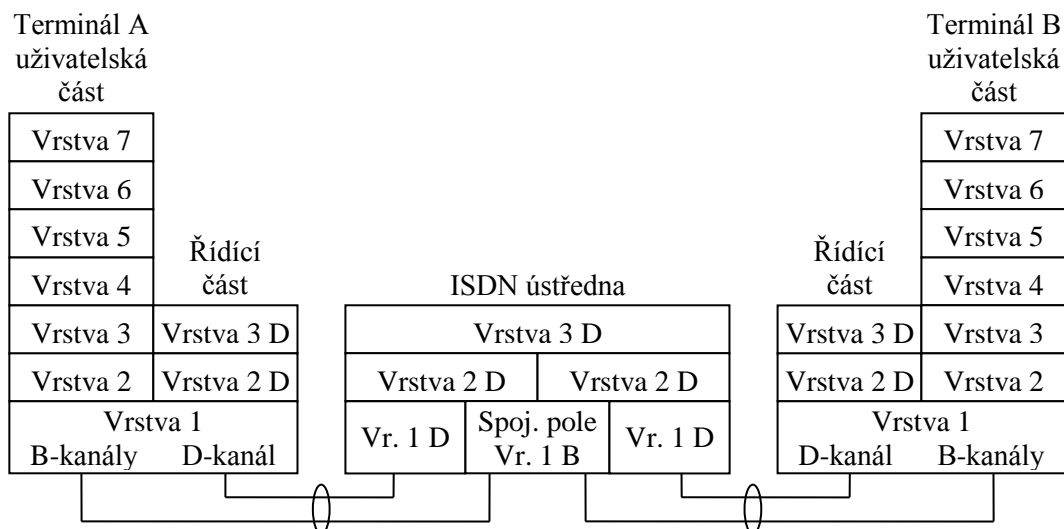 Terminál A
uživatelská
část
Vrstva 7
Vrstva 6
Vrstva 5
Vrstva 4
Vrstva 3
Vrstva 2
Řídící
část
Vrstva 3 D
Vrstva 2 D
Vrstva 1
B-kanály D-kanál
ISDN ústředna
Vrstva 3 D
Vrstva 2 D Vrstva 2 D
Vr. 1 D
Spoj. pole
Vr. 1 B
Vr. 1 D
Terminál B
uživatelská
část
Řídící
část
Vrstva 3 D
Vrstva 2 D
Vrstva 7
Vrstva 6
Vrstva 5
Vrstva 4
Vrstva 3
Vrstva 2
Vrstva 1
D-kanál B-kanály